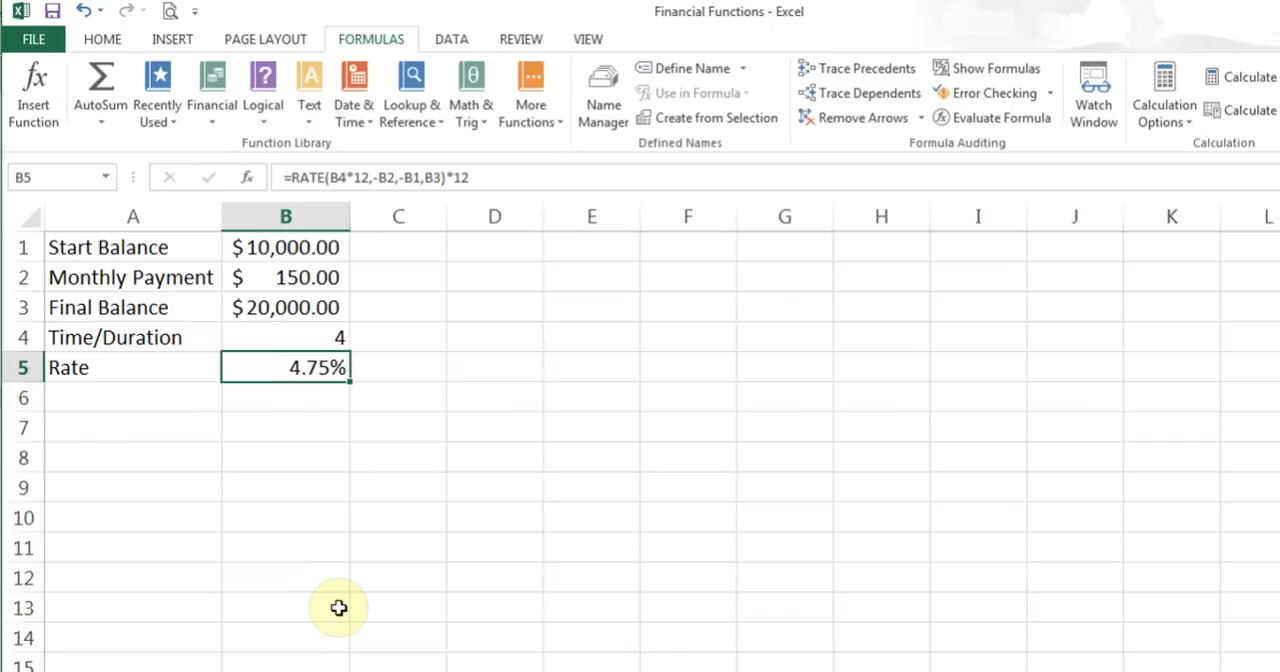 Financial Functions - Excel
FILE HOME INSERT PAGE LAYOUT FORMULAS DATA REVIEW VIEW
fx Insert Function
Σ AutoSum
Recently Used
Financial
? Logical
A Text
Date & Time
Lookup & Reference
θ Math & Trig
More Functions
Function Library
Name Manager
Define Name
Use in Formula
Create from Selection
Defined Names
Trace Precedents
Trace Dependents
Remove Arrows
Show Formulas
Error Checking
Evaluate Formula
Formula Auditing
Watch Window
Calculation Options
Calculate
Calculate
Calculation
B5 fx =RATE(B4*12,-B2,-B1,B3)*12
A B C D E F G H I J K L
1 Start Balance $10,000.00
2 Monthly Payment $ 150.00
3 Final Balance $20,000.00
4 Time/Duration 4
5 Rate 4.75%
6
7
8
9
10
11
12
13
14
15